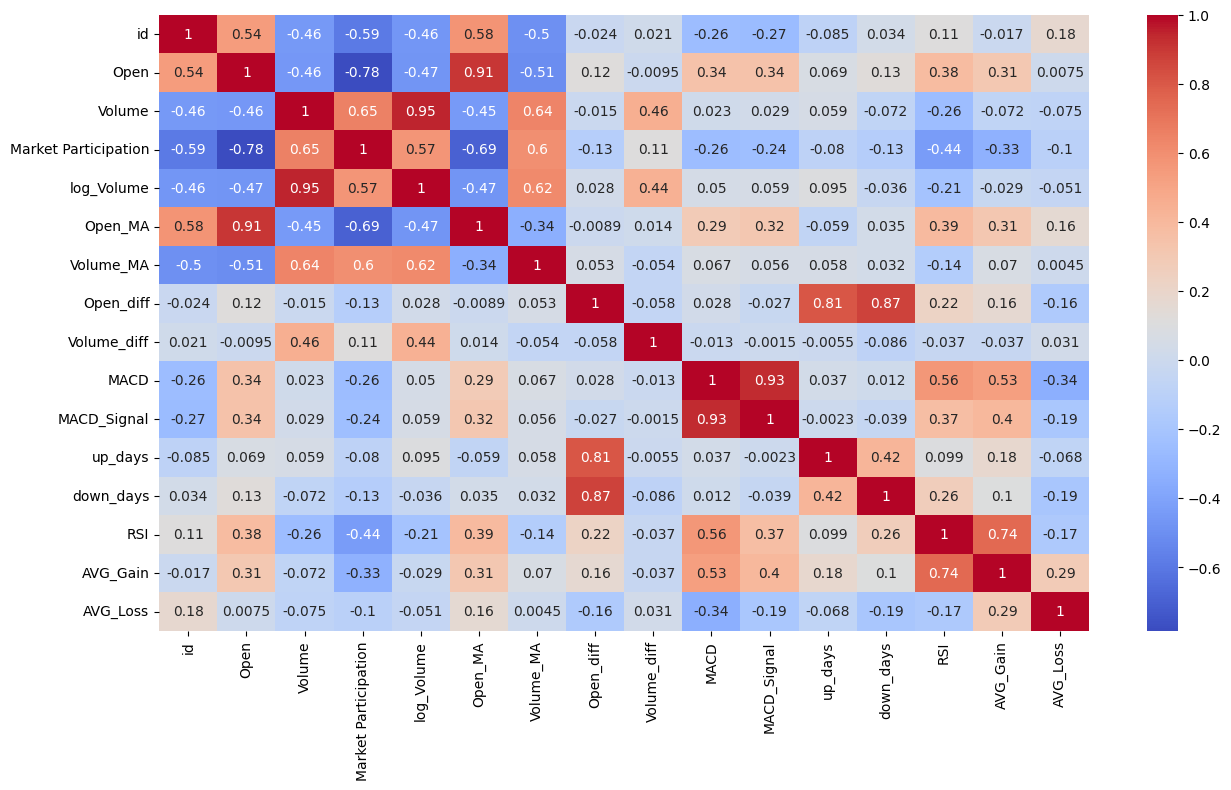 id 1 0.54 -0.46 -0.59 -0.46 0.58 -0.5 -0.024 0.021 -0.26 -0.27 -0.085 0.034 0.11 -0.017 0.18
Open 0.54 1 -0.46 -0.78 -0.47 0.91 -0.51 0.12 -0.0095 0.34 0.34 0.069 0.13 0.38 0.31 0.0075
Volume -0.46 -0.46 1 0.65 0.95 -0.45 0.64 -0.015 0.46 0.023 0.029 0.059 -0.072 -0.26 -0.072 -0.075
Market Participation -0.59 -0.78 0.65 1 0.57 -0.69 0.6 -0.13 0.11 -0.26 -0.24 -0.08 -0.13 -0.44 -0.33 -0.1
log_Volume -0.46 -0.47 0.95 0.57 1 -0.47 0.62 0.028 0.44 0.05 0.059 0.095 -0.036 -0.21 -0.029 -0.051
Open_MA 0.58 0.91 -0.45 -0.69 -0.47 1 -0.34 -0.0089 0.014 0.29 0.32 -0.059 0.035 0.39 0.31 0.16
Volume_MA -0.5 -0.51 0.64 0.6 0.62 -0.34 1 0.053 -0.054 0.067 0.056 0.058 0.032 -0.14 0.07 0.0045
Open_diff -0.024 0.12 -0.015 -0.13 0.028 -0.0089 0.053 1 -0.058 0.028 -0.027 0.81 0.87 0.22 0.16 -0.16
Volume_diff 0.021 -0.0095 0.46 0.11 0.44 0.014 -0.054 -0.058 1 -0.013 -0.0015 -0.0055 -0.086 -0.037 -0.037 0.031
MACD -0.26 0.34 0.023 -0.26 0.05 0.29 0.067 0.028 -0.013 1 0.93 0.037 0.012 0.56 0.53 -0.34
MACD_Signal -0.27 0.34 0.029 -0.24 0.059 0.32 0.056 -0.027 -0.0015 0.93 1 -0.0023 -0.039 0.37 0.4 -0.19
up_days -0.085 0.069 0.059 -0.08 0.095 -0.059 0.058 0.81 -0.0055 0.037 -0.0023 1 0.42 0.099 0.18 -0.068
down_days 0.034 0.13 -0.072 -0.13 -0.036 0.035 0.032 0.87 -0.086 0.012 -0.039 0.42 1 0.26 0.1 -0.19
RSI 0.11 0.38 -0.26 -0.44 -0.21 0.39 -0.14 0.22 -0.037 0.56 0.37 0.099 0.26 1 0.74 -0.17
AVG_Gain -0.017 0.31 -0.072 -0.33 -0.029 0.31 0.07 0.16 -0.037 0.53 0.4 0.18 0.1 0.74 1 0.29
AVG_Loss 0.18 0.0075 -0.075 -0.1 -0.051 0.16 0.0045 -0.16 0.031 -0.34 -0.19 -0.068 -0.19 -0.17 0.29 1
id
Open
Volume
Market Participation
log_Volume
Open_MA
Volume_MA
Open_diff
Volume_diff
MACD
MACD_Signal
up_days
down_days
RSI
AVG_Gain
AVG_Loss
1.0
0.8
0.6
0.4
0.2
0.0
−0.2
−0.4
−0.6